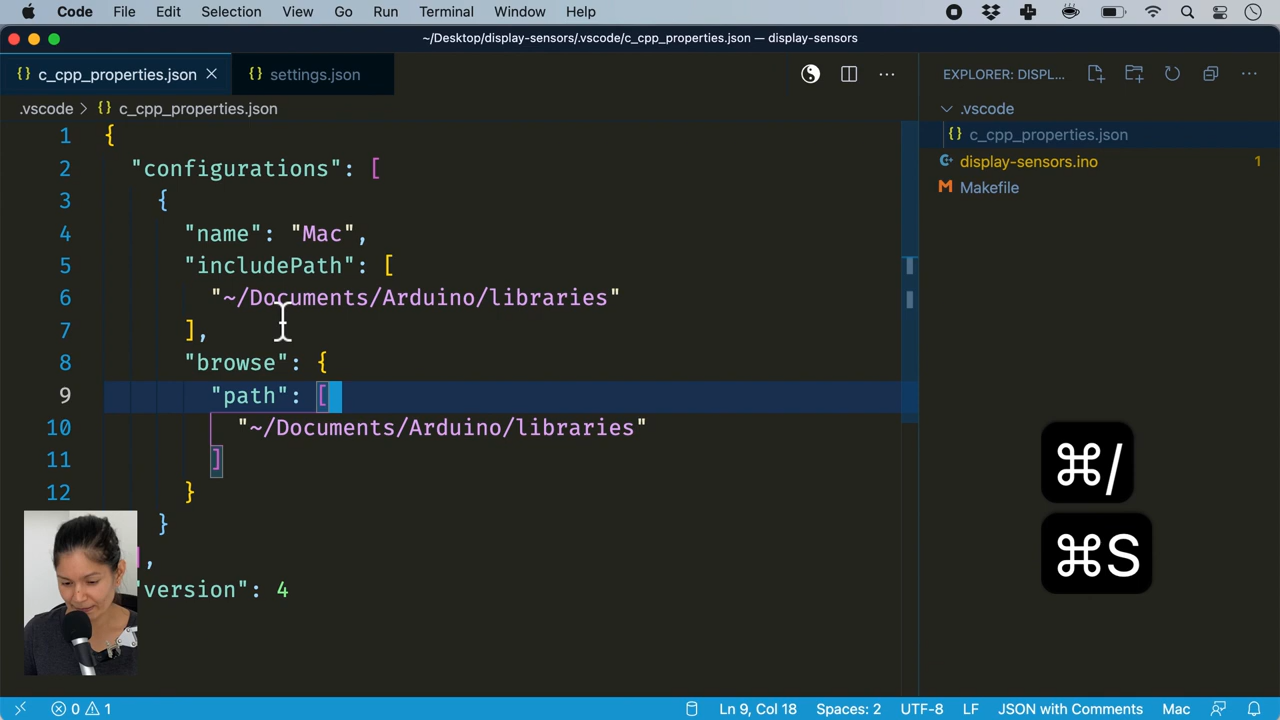 Code File Edit Selection View Go Run Terminal Window Help
~/Desktop/display-sensors/.vscode/c_cpp_properties.json — display-sensors
c_cpp_properties.json
settings.json
EXPLORER: DISPL...
.vscode > {} c_cpp_properties.json
1 {
2 "configurations": [
3 {
4 "name": "Mac",
5 "includePath": [
6 "~/Documents/Arduino/libraries"
7 ],
8 "browse": {
9 "path": [
10 "~/Documents/Arduino/libraries"
11 ]
12 }
}
],
version": 4
.vscode
{} c_cpp_properties.json
display-sensors.ino 1
M Makefile
⌘/
⌘S
0 1 Ln 9, Col 18 Spaces: 2 UTF-8 LF JSON with Comments Mac